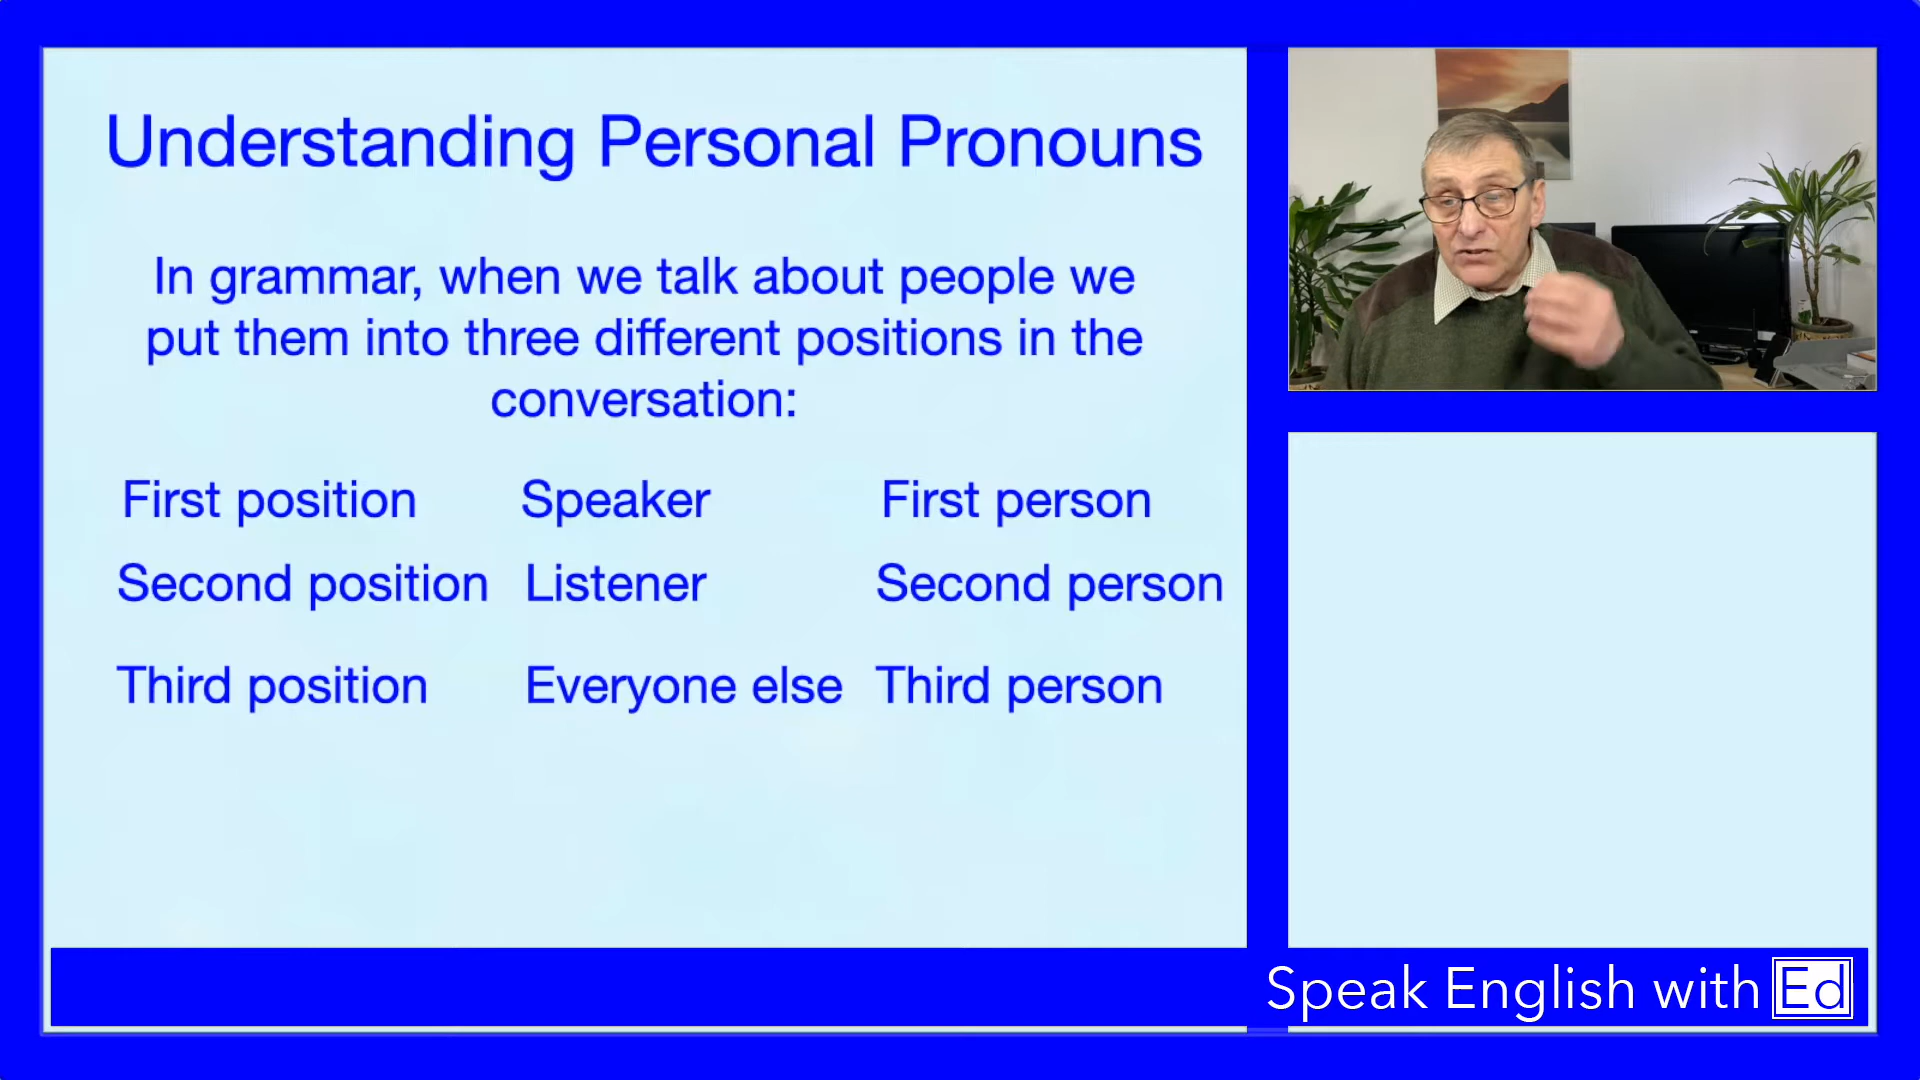 Understanding Personal Pronouns
In grammar, when we talk about people we
put them into three different positions in the
conversation:
First position Speaker First person
Second position Listener Second person
Third position Everyone else Third person
Speak English with Ed